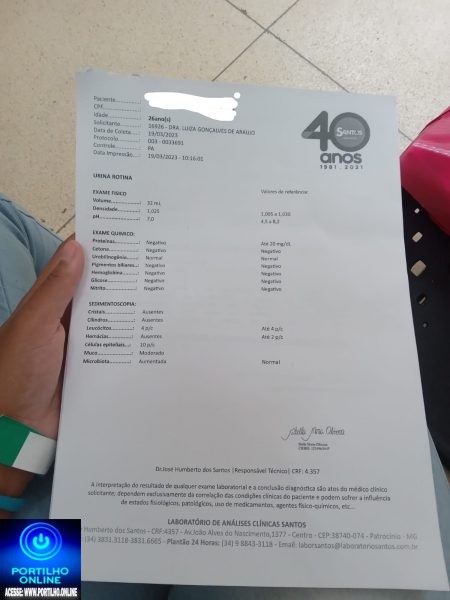 Paciente.............:
CPF...................:
Idade.................: 26ano(s)
Solicitante..........: 16926 - DRA. LUIZA GONÇALVES DE ARAUJO
Data de Coleta...: 19/03/2023
Protocolo............: 003 - 0033691
Controle..............: PA
Data Impressão...: 19/03/2023 - 10:16:01
40 SANTOS
anos
1981 . 2021
URINA ROTINA
EXAME FISICO Valores de referência:
Volume..............: 32 mL
Densidade..........: 1,025 1,005 a 1,030
pH.....................: 7,0 4,5 a 8,2
EXAME QUIMICO:
Proteinas............: Negativo Até 20 mg/dL
Cetona...............: Negativo Negativo
Urobilinogênio....: Normal Normal
Pigmentos biliares..: Negativo Negativo
Hemoglobina......: Negativo Negativo
Glicose...............: Negativo Negativo
Nitrito................: Negativo Negativo
SEDIMENTOSCOPIA:
Cristais..............: Ausentes
Cilindros............: Ausentes
Leucócitos..........: 4 p/c Até 4 p/c
Hemácias...........: Ausentes Até 2 p/c
Células epiteliais..: 10 p/c
Muco.................: Moderado
Microbiota..........: Aumentada Normal
Dr.José Humberto dos Santos |Responsável Técnico| CRF: 4.357
A interpretação do resultado de qualquer exame laboratorial e a conclusão diagnóstica são atos do médico clínico
solicitante; dependem exclusivamente da correlação das condições clínicas do paciente e podem sofrer a influência
de estados fisiológicos, patológicos, uso de medicamentos, agentes físico-químicos, etc...
LABORATÓRIO DE ANÁLISES CLÍNICAS SANTOS
Humberto dos Santos - CRF:4357 - Av.João Alves do Nascimento,1377 - Centro - CEP:38740-074 - Patrocínio - MG
(34) 3831.3118-3831.6665 - Plantão 24 Horas: (34) 9 8843-3118 - Email: laborsantos@laboratoriosantos.com.br
PORTILHO
ONLINE
ACESSE: WWW.PORTILHO.ONLINE